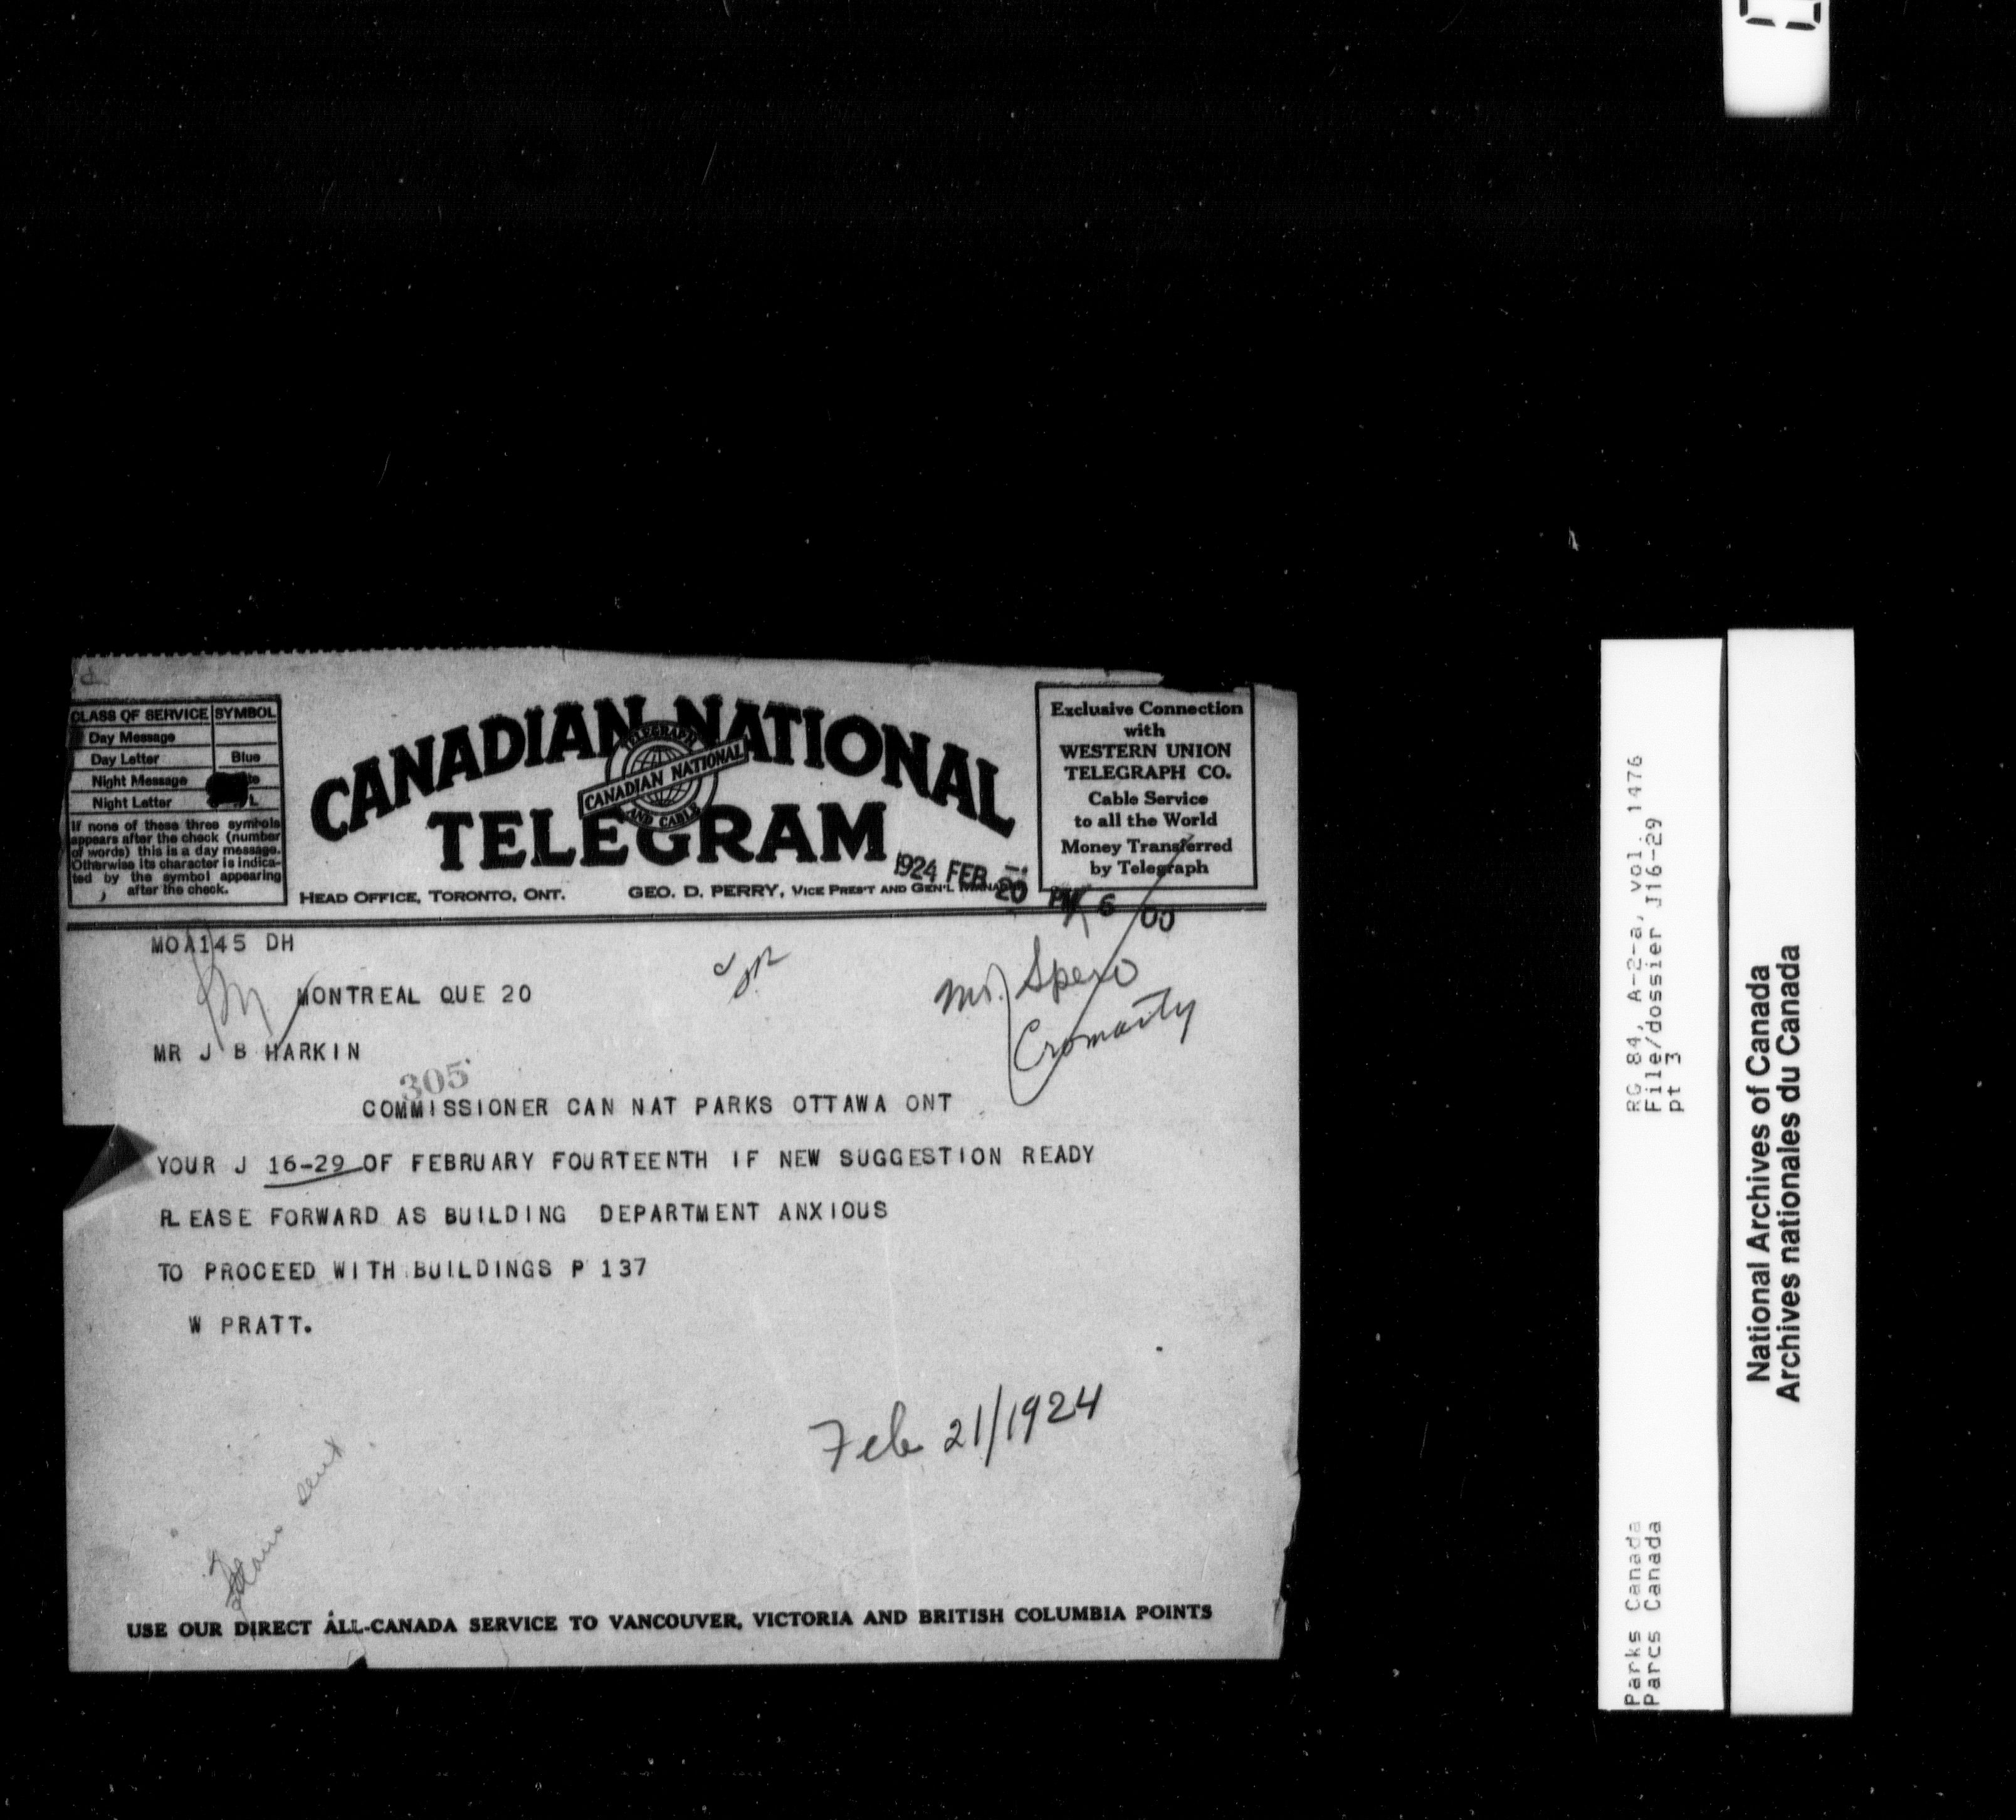 CLASS OF SERVICE SYMBOL
Day Message
Day Letter Blue
Night Message
Night Letter L
If none of these three symbols
appears after the check (number
of words) this is a day message.
Otherwise its character is indica-
ted by the symbol appearing
after the check.
CANADIAN NATIONAL
TELEGRAPH
CANADIAN NATIONAL
AND CABLE
TELEGRAM
Exclusive Connection
with
WESTERN UNION
TELEGRAPH CO.
Cable Service
to all the World
Money Transferred
by Telegraph
1924 FEB 20 PM 6 00
HEAD OFFICE, TORONTO, ONT. GEO. D. PERRY, VICE PRES'T AND GEN'L MANAGER
MOA145 DH
MONTREAL QUE 20
Mr. Spero
Cromarty
MR J B HARKIN
305
COMMISSIONER CAN NAT PARKS OTTAWA ONT
YOUR J 16-29 OF FEBRUARY FOURTEENTH IF NEW SUGGESTION READY
PLEASE FORWARD AS BUILDING DEPARTMENT ANXIOUS
TO PROCEED WITH BUILDINGS P 137
W PRATT.
Feb 21/1924
sent
USE OUR DIRECT ALL-CANADA SERVICE TO VANCOUVER, VICTORIA AND BRITISH COLUMBIA POINTS
RG 84, A-2-a, vol. 1476
File/dossier J16-29
pt 3
Parks Canada
Parcs Canada
National Archives of Canada
Archives nationales du Canada